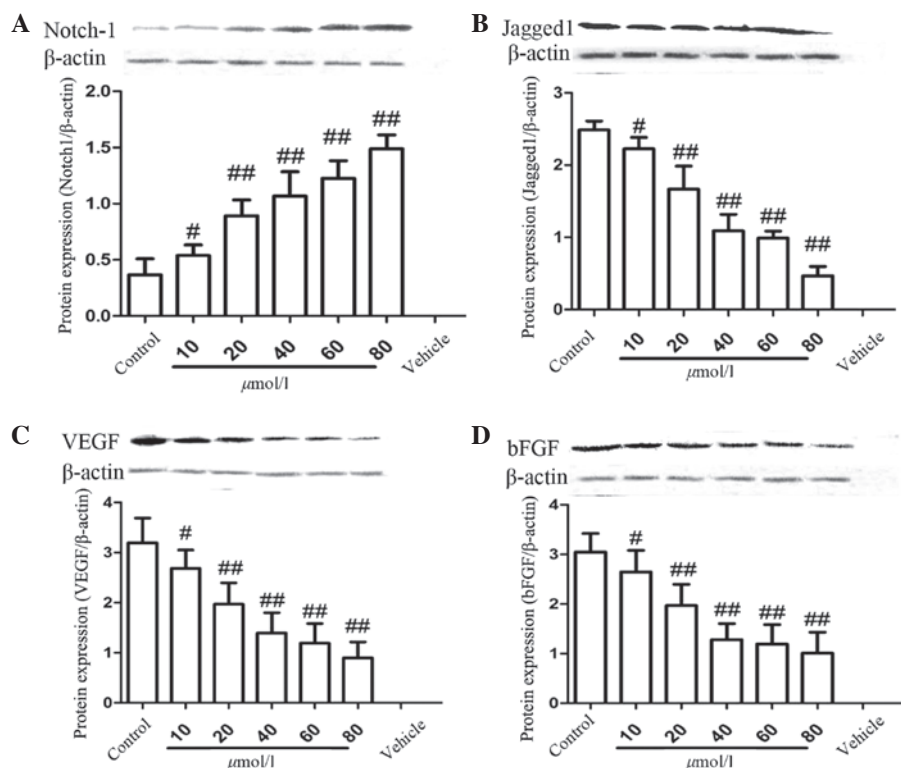 A
Notch-1
β-actin
Protein expression (Notch1/β-actin)
2.0
1.5
1.0
0.5
0.0
#
##
##
##
##
Control
10
20
40
60
80
Vehicle
μmol/l
B
Jagged1
β-actin
Protein expression (Jagged1/β-actin)
3
2
1
0
#
##
##
##
##
Control
10
20
40
60
80
Vehicle
μmol/l
C
VEGF
β-actin
Protein expression (VEGF/β-actin)
4
3
2
1
0
#
##
##
##
##
Control
10
20
40
60
80
Vehicle
μmol/l
D
bFGF
β-actin
Protein expression (bFGF/β-actin)
4
3
2
1
0
#
##
##
##
##
Control
10
20
40
60
80
Vehicle
μmol/l